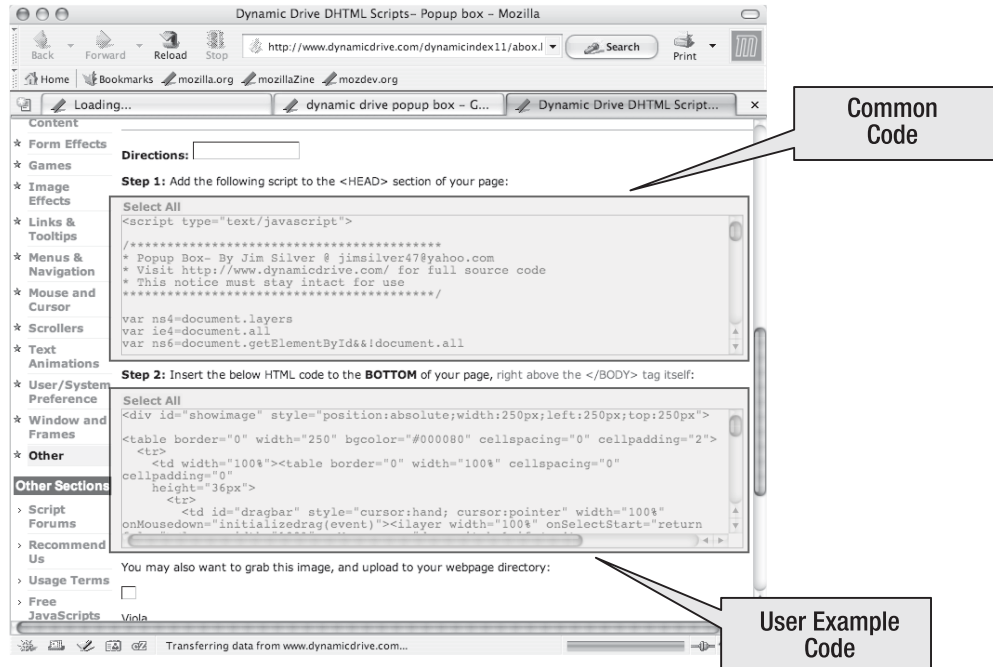 Dynamic Drive DHTML Scripts– Popup box – Mozilla
Back Forward Reload Stop http://www.dynamicdrive.com/dynamicindex11/abox.l Search Print
Home Bookmarks mozilla.org mozillaZine mozdev.org
Loading... dynamic drive popup box – G... Dynamic Drive DHTML Script...
Content
Form Effects
Games
Image
Effects
Links &
Tooltips
Menus &
Navigation
Mouse and
Cursor
Scrollers
Text
Animations
User/System
Preference
Window and
Frames
Other
Other Sections
Script
Forums
Recommend
Us
Usage Terms
Free
JavaScripts
Directions:
Step 1: Add the following script to the <HEAD> section of your page:
Select All
<script type="text/javascript">
/******************************************
* Popup Box- By Jim Silver @ jimsilver47@yahoo.com
* Visit http://www.dynamicdrive.com/ for full source code
* This notice must stay intact for use
******************************************/
var ns4=document.layers
var ie4=document.all
var ns6=document.getElementById&&!document.all
Step 2: Insert the below HTML code to the BOTTOM of your page, right above the </BODY> tag itself:
Select All
<div id="showimage" style="position:absolute;width:250px;left:250px;top:250px">
<table border="0" width="250" bgcolor="#000080" cellspacing="0" cellpadding="2">
<tr>
<td width="100%"><table border="0" width="100%" cellspacing="0"
cellpadding="0"
height="36px">
<tr>
<td id="dragbar" style="cursor:hand; cursor:pointer" width="100%"
onMousedown="initializedrag(event)"><ilayer width="100%" onSelectStart="return
You may also want to grab this image, and upload to your webpage directory:
Viola
Transferring data from www.dynamicdrive.com...
Common
Code
User Example
Code